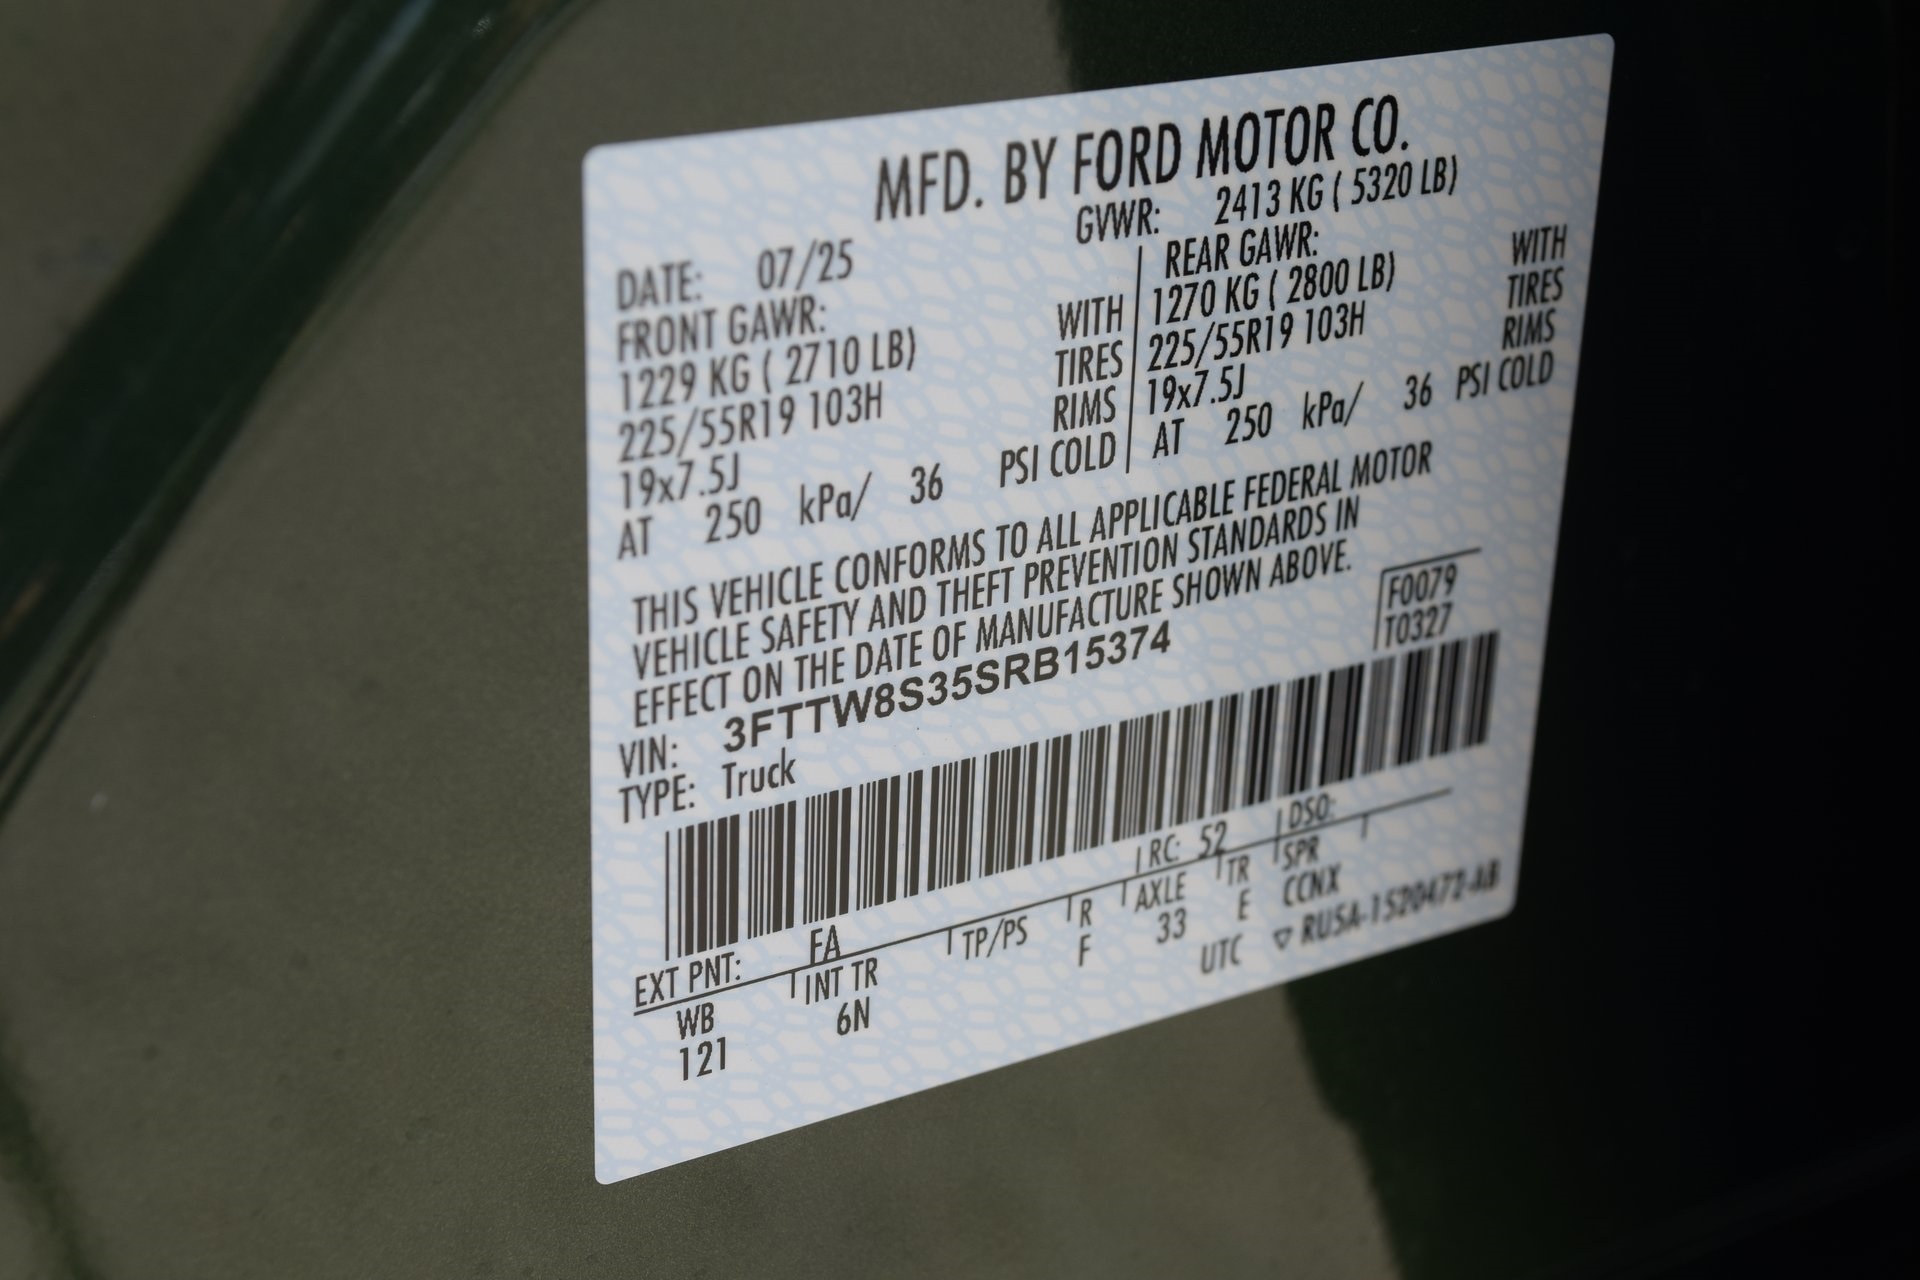 MFD. BY FORD MOTOR CO.
DATE: 07/25 GVWR: 2413 KG ( 5320 LB)
FRONT GAWR: REAR GAWR:
1229 KG ( 2710 LB) WITH 1270 KG ( 2800 LB) WITH
225/55R19 103H TIRES 225/55R19 103H TIRES
19x7.5J RIMS 19x7.5J RIMS
AT 250 kPa/ 36 PSI COLD AT 250 kPa/ 36 PSI COLD
THIS VEHICLE CONFORMS TO ALL APPLICABLE FEDERAL MOTOR
VEHICLE SAFETY AND THEFT PREVENTION STANDARDS IN
EFFECT ON THE DATE OF MANUFACTURE SHOWN ABOVE.
F0079
T0327
VIN: 3FTTW8S35SRB15374
TYPE: Truck
EXT PNT: FA RC: 52 DSO:
WB INT TR TP/PS R AXLE TR SPR
121 6N F 33 E CCNX
UTC ▽ RU5A-1520472-AB